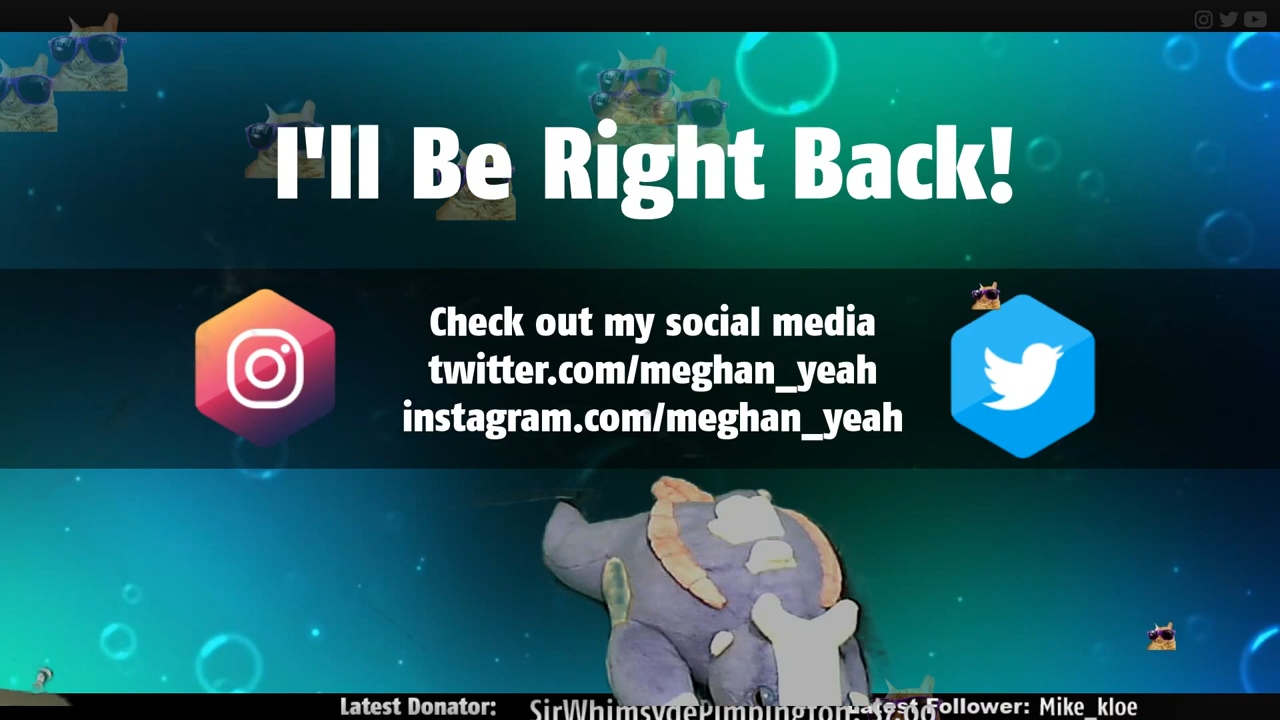 I'll Be Right Back!
Check out my social media
twitter.com/meghan_yeah
instagram.com/meghan_yeah
Latest Donator: SirWhimsydePimpington: Latest Follower: Mike_kloe